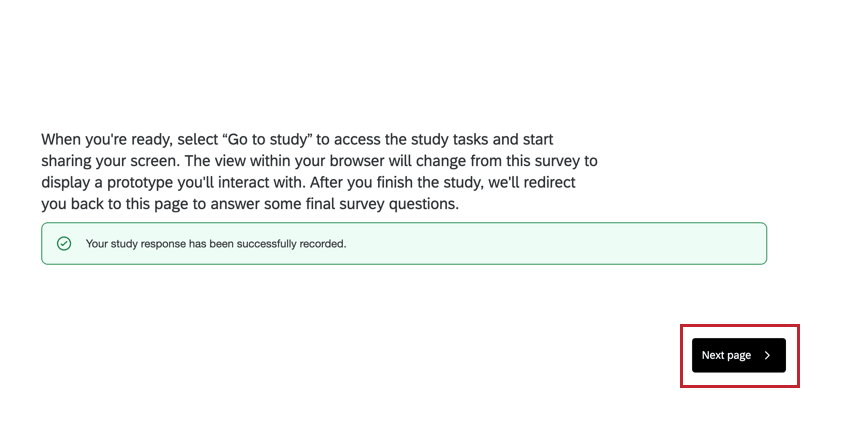 When you're ready, select “Go to study” to access the study tasks and start
sharing your screen. The view within your browser will change from this survey to
display a prototype you'll interact with. After you finish the study, we'll redirect
you back to this page to answer some final survey questions.
Your study response has been successfully recorded.
Next page